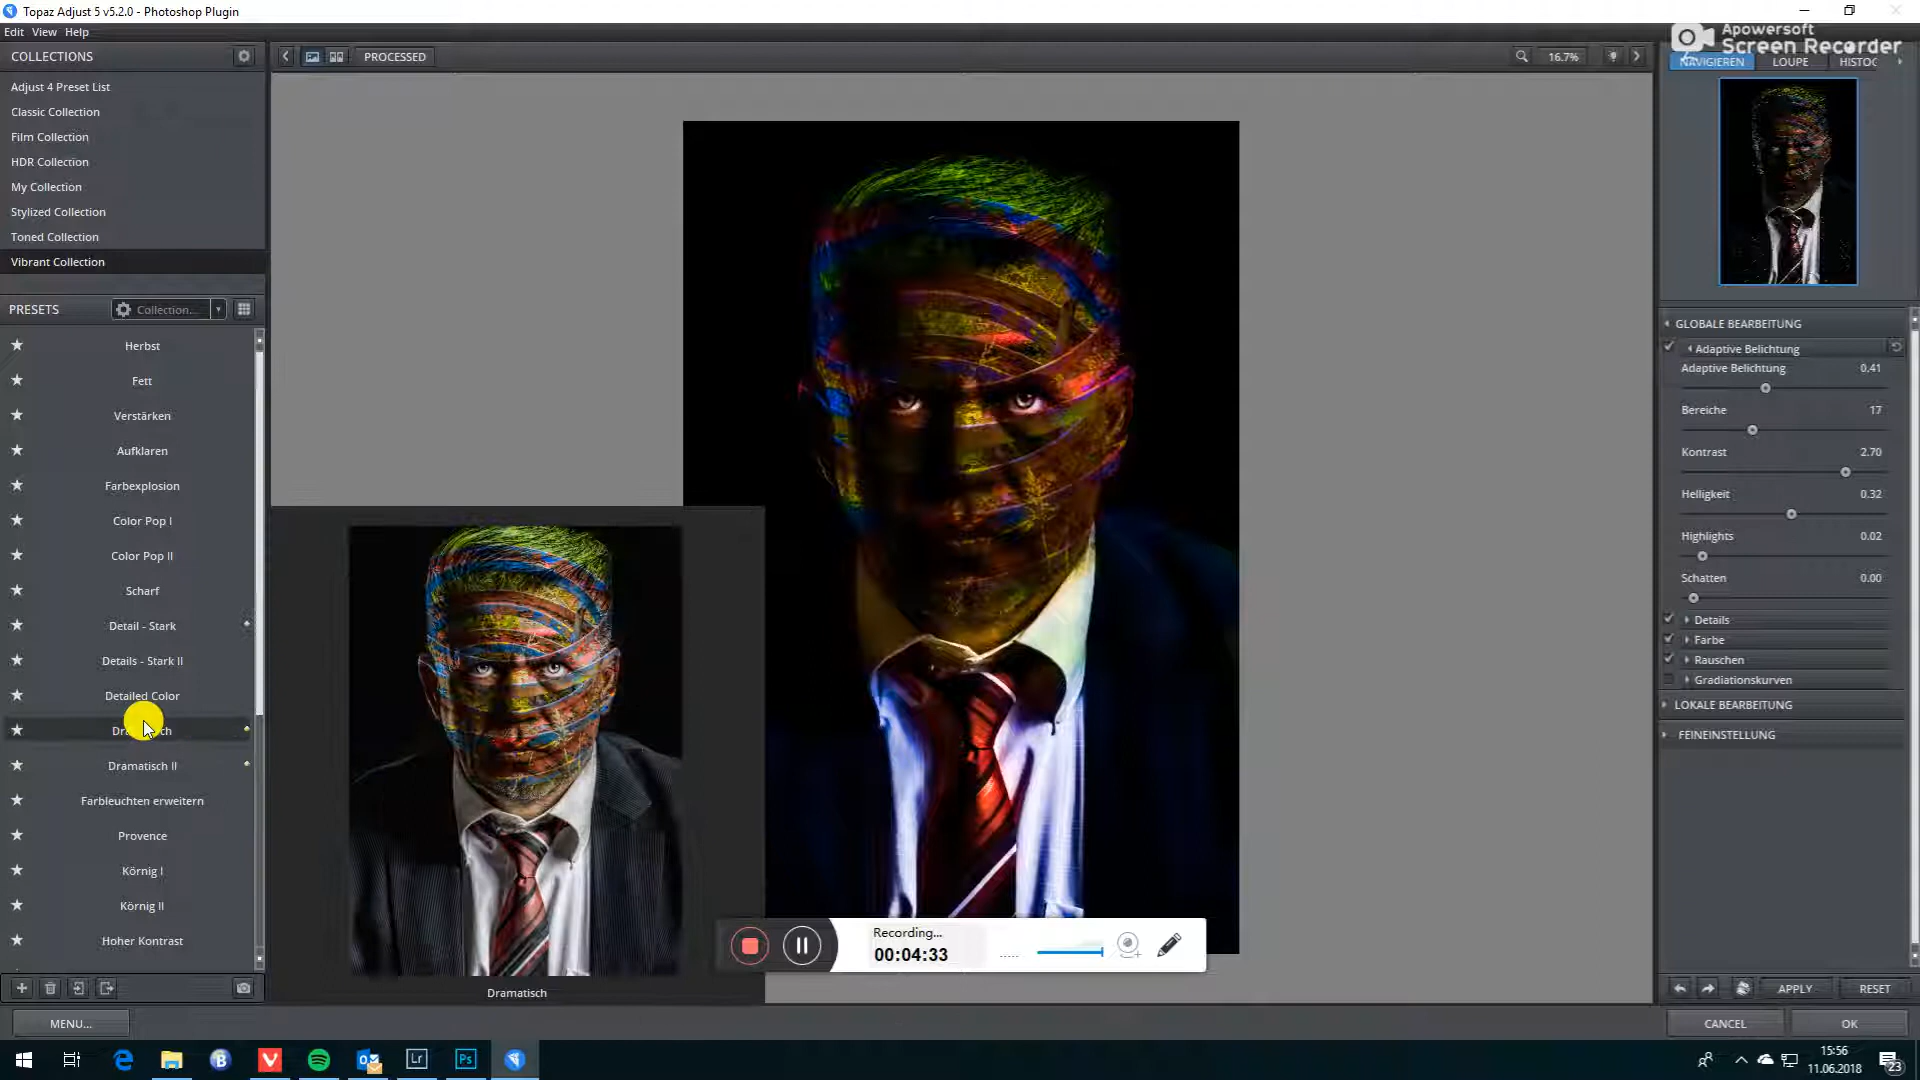 Topaz Adjust 5 v5.2.0 - Photoshop Plugin
Edit View Help
Apowersoft
Screen Recorder
COLLECTIONS
PROCESSED
16.7%
NAVIGIEREN LOUPE HISTOG
Adjust 4 Preset List
Classic Collection
Film Collection
HDR Collection
My Collection
Stylized Collection
Toned Collection
Vibrant Collection
PRESETS
Collection...
Herbst
Fett
Verstärken
Aufklaren
Farbexplosion
Color Pop I
Color Pop II
Scharf
Detail - Stark
Details - Stark II
Detailed Color
Dramatisch II
Farbleuchten erweitern
Provence
Körnig I
Körnig II
Hoher Kontrast
MENU...
Dramatisch
Recording...
00:04:33
GLOBALE BEARBEITUNG
Adaptive Belichtung
Adaptive Belichtung 0.41
Bereiche 17
Kontrast 2.70
Helligkeit 0.32
Highlights 0.02
Schatten 0.00
Details
Farbe
Rauschen
Gradiationskurven
LOKALE BEARBEITUNG
FEINEINSTELLUNG
APPLY RESET
CANCEL OK
B
Lr
Ps
15:56
11.06.2018
23